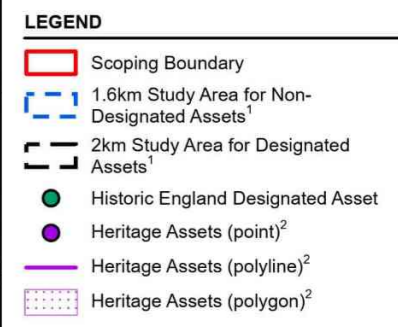 LEGEND
Scoping Boundary
1.6km Study Area for Non-
Designated Assets¹
2km Study Area for Designated
Assets¹
Historic England Designated Asset
Heritage Assets (point)²
Heritage Assets (polyline)²
Heritage Assets (polygon)²